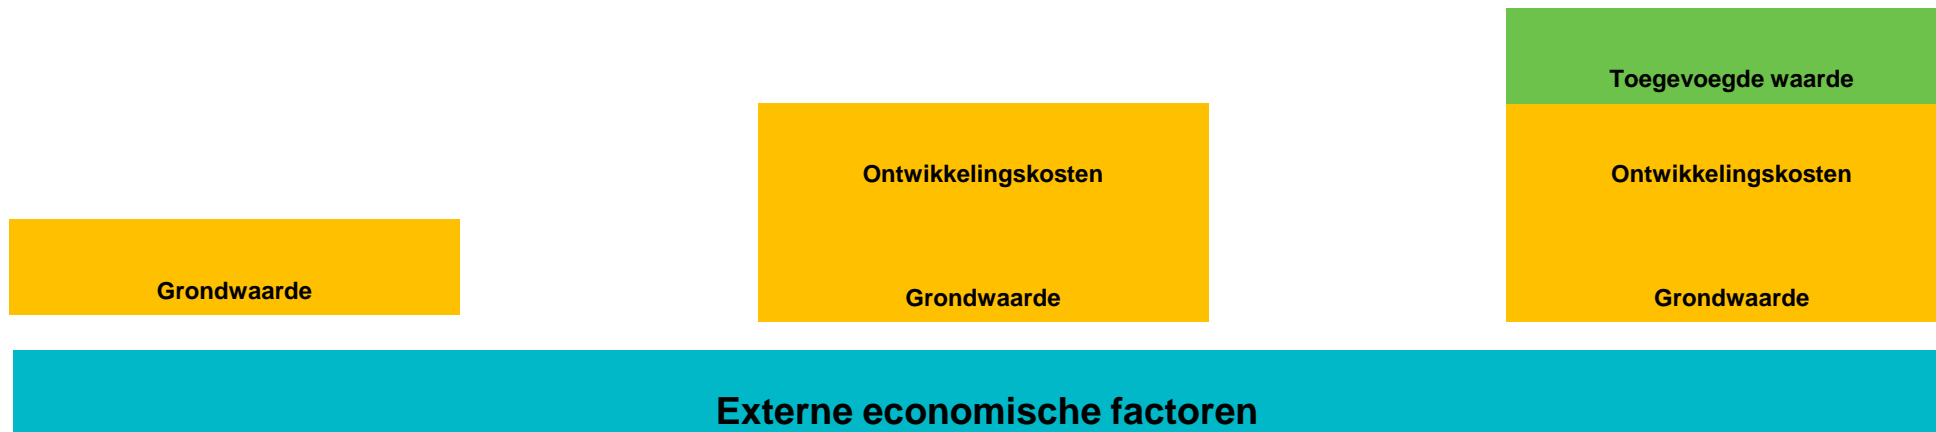 Toegevoegde waarde
Ontwikkelingskosten
Ontwikkelingskosten
Grondwaarde
Grondwaarde
Grondwaarde
Externe economische factoren